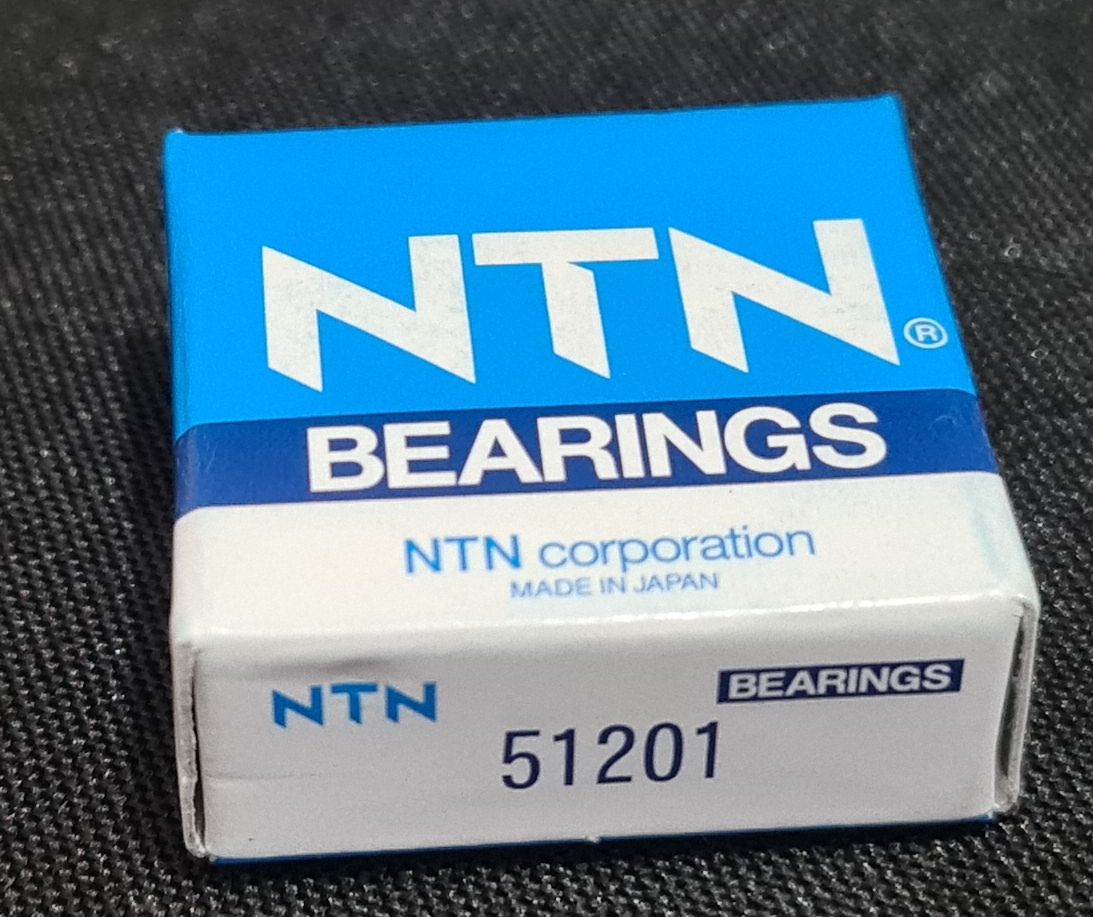 NTN®
BEARINGS
NTN corporation
MADE IN JAPAN
NTN
BEARINGS
51201